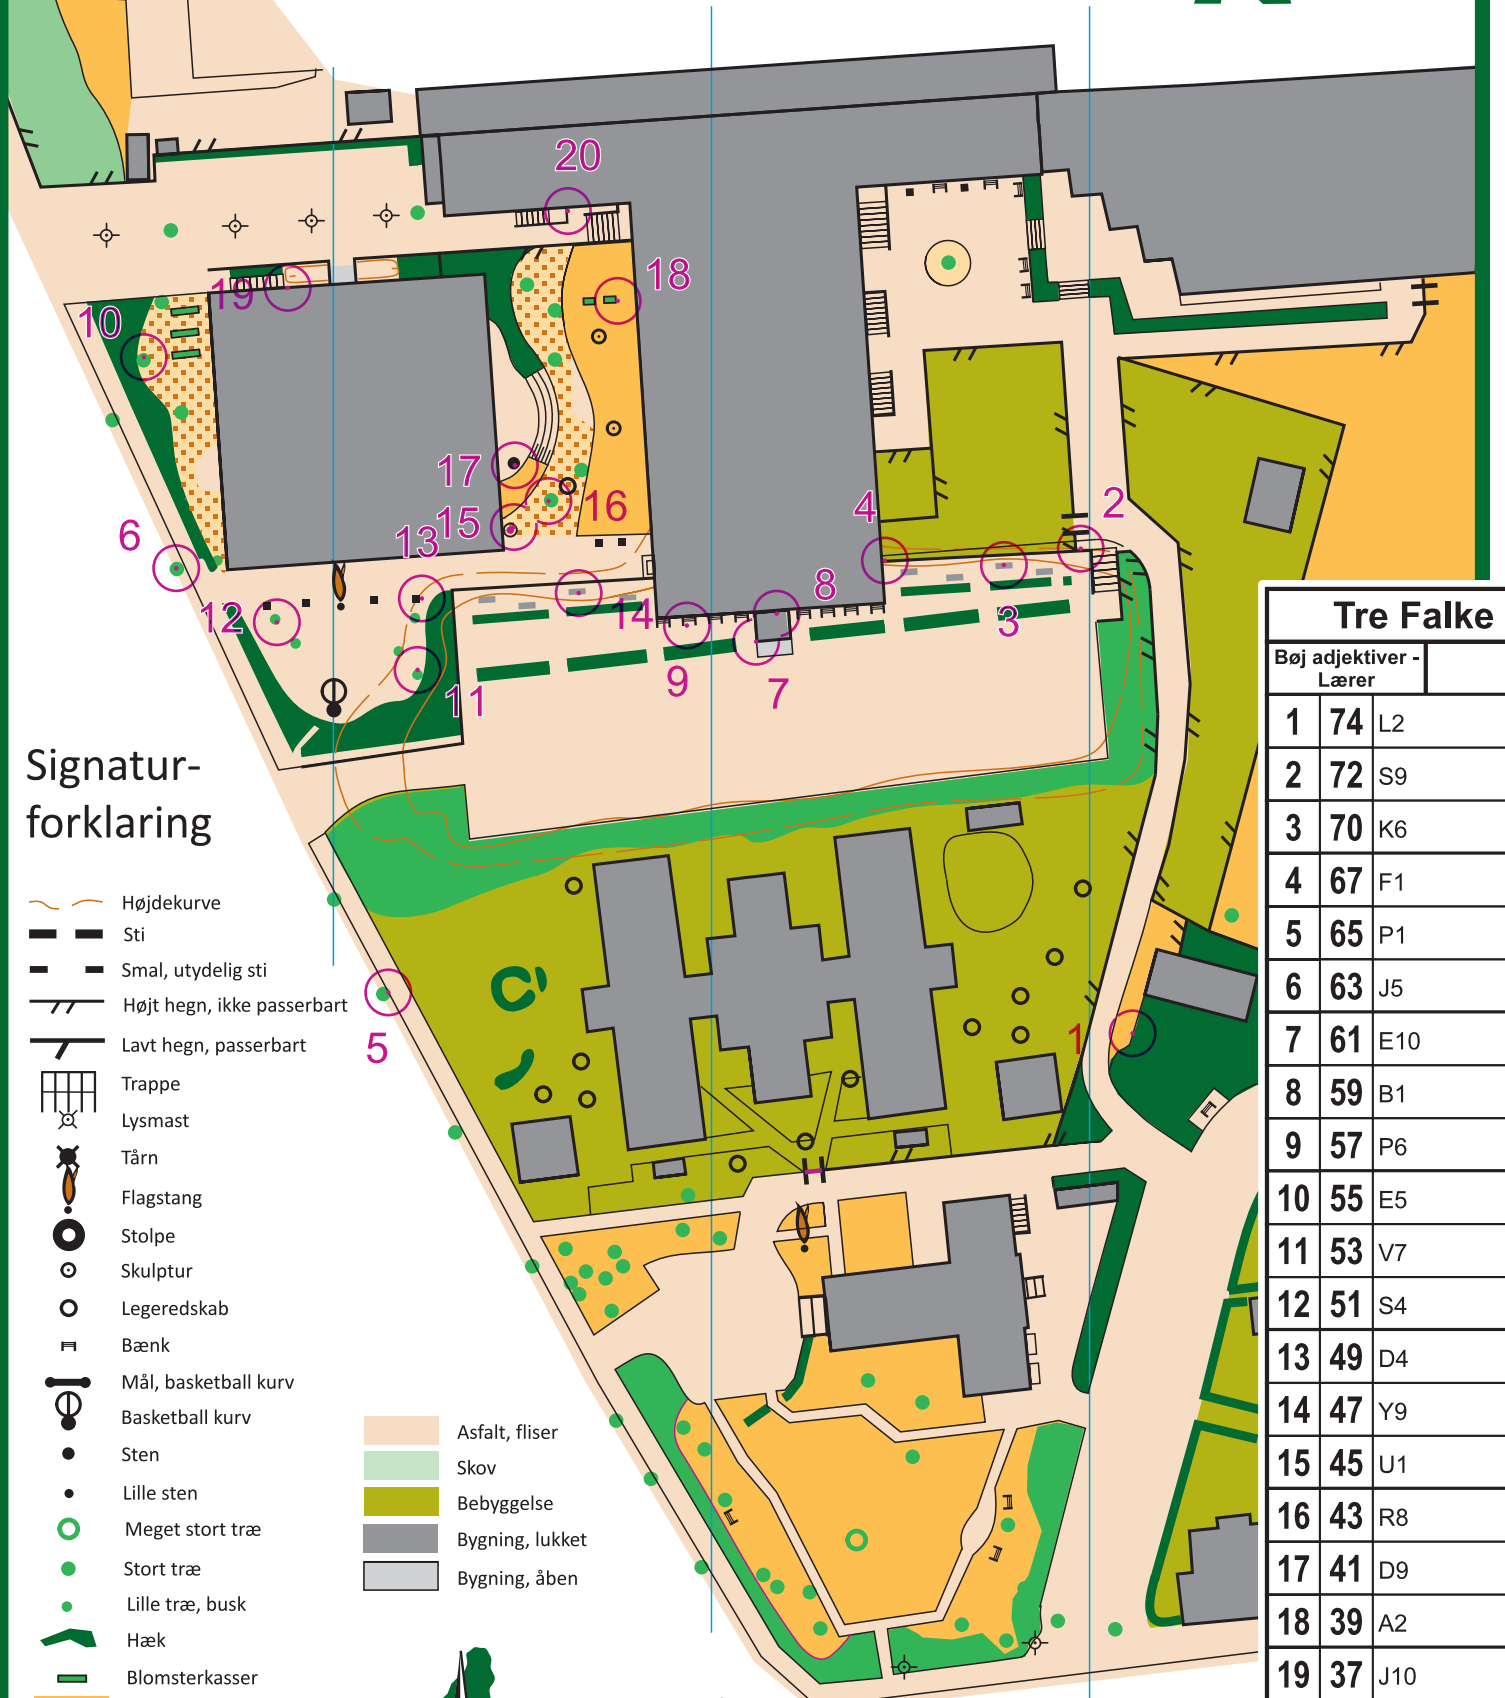 20
18
19
10
17
16
15
13
6
12
14
4
2
8
3
9
7
11
5
1
Signatur-
forklaring
Højdekurve
Sti
Smal, utydelig sti
Højt hegn, ikke passerbart
Lavt hegn, passerbart
Trappe
Lysmast
Tårn
Flagstang
Stolpe
Skulptur
Legeredskab
Bænk
Mål, basketball kurv
Basketball kurv
Sten
Lille sten
Meget stort træ
Stort træ
Lille træ, busk
Hæk
Blomsterkasser
Asfalt, fliser
Skov
Bebyggelse
Bygning, lukket
Bygning, åben
Tre Falke
Bøj adjektiver -
Lærer
1 74 L2
2 72 S9
3 70 K6
4 67 F1
5 65 P1
6 63 J5
7 61 E10
8 59 B1
9 57 P6
10 55 E5
11 53 V7
12 51 S4
13 49 D4
14 47 Y9
15 45 U1
16 43 R8
17 41 D9
18 39 A2
19 37 J10